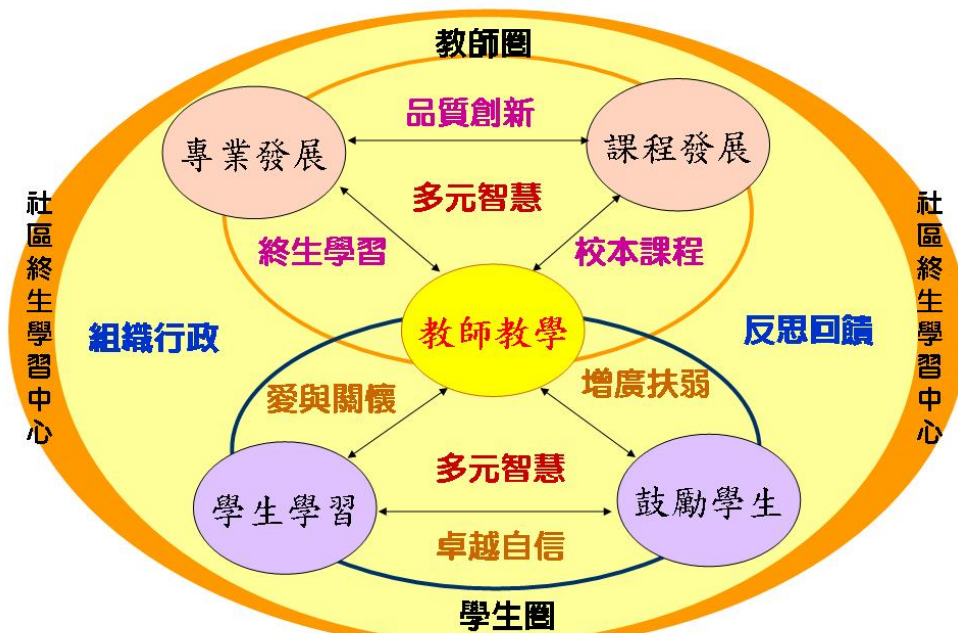 教師圈
品質創新
專業發展
課程發展
多元智慧
終生學習
校本課程
社區終生學習中心
社區終生學習中心
教師教學
組織行政
反思回饋
愛與關懷
增廣扶弱
多元智慧
學生學習
鼓勵學生
卓越自信
學生圈